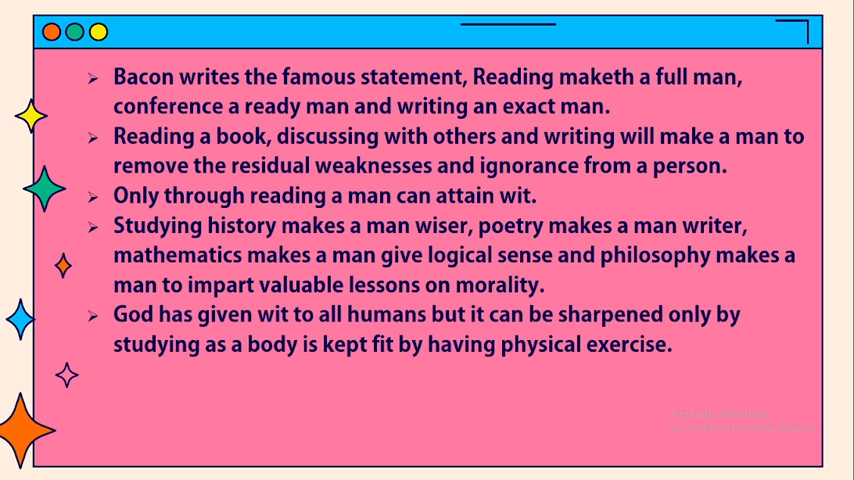 Bacon writes the famous statement, Reading maketh a full man,
conference a ready man and writing an exact man.
Reading a book, discussing with others and writing will make a man to
remove the residual weaknesses and ignorance from a person.
Only through reading a man can attain wit.
Studying history makes a man wiser, poetry makes a man writer,
mathematics makes a man give logical sense and philosophy makes a
man to impart valuable lessons on morality.
God has given wit to all humans but it can be sharpened only by
studying as a body is kept fit by having physical exercise.
Activate Windows